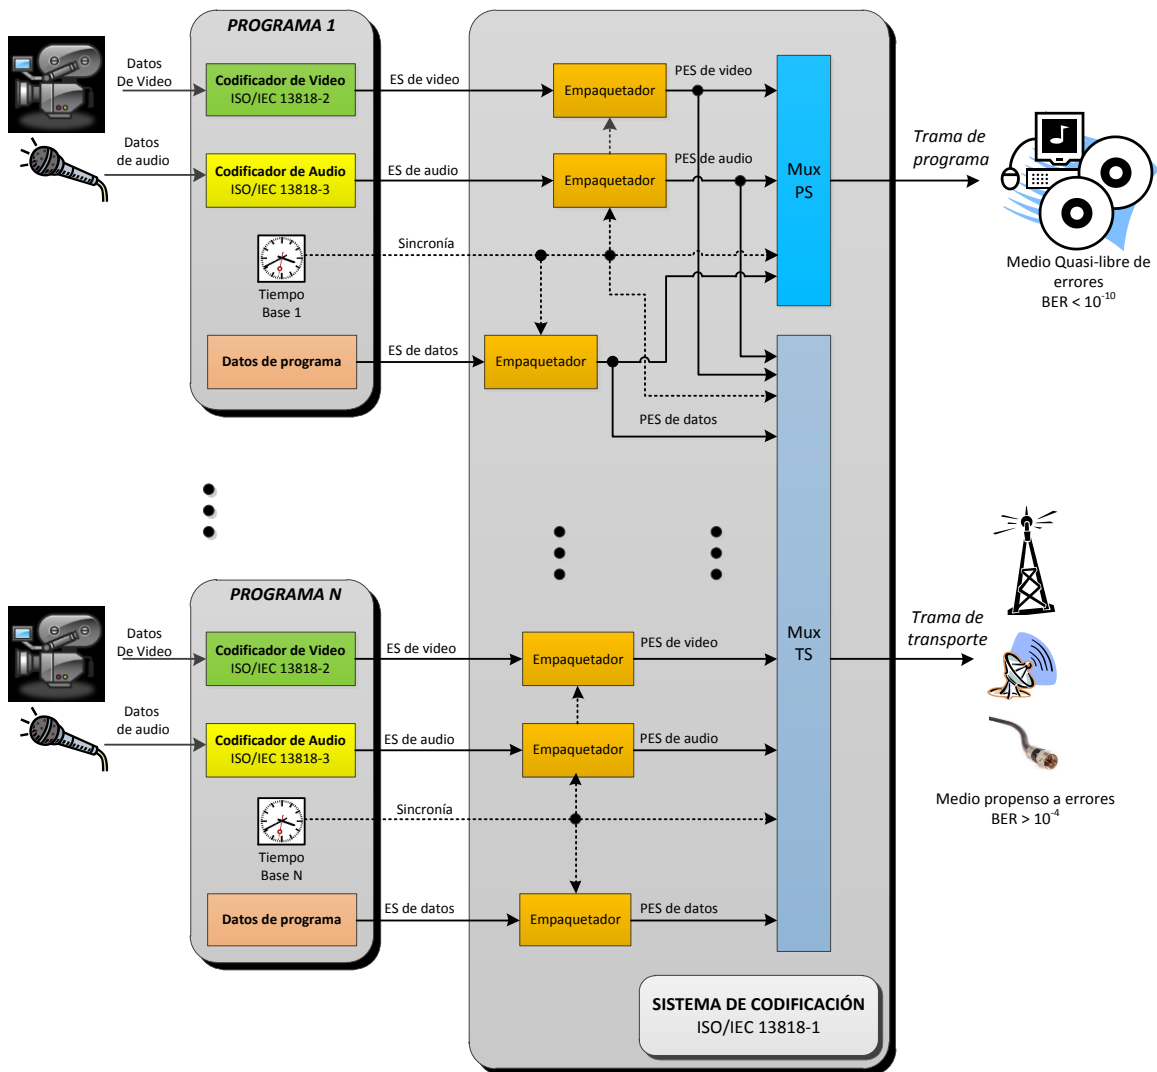 PROGRAMA 1
Datos
De Video
Codificador de Video
ISO/IEC 13818-2
ES de video
Empaquetador
PES de video
Datos
de audio
Codificador de Audio
ISO/IEC 13818-3
ES de audio
Empaquetador
PES de audio
Mux
PS
Trama de
programa
Sincronía
Tiempo
Base 1
Medio Quasi-libre de
errores
BER < 10^-10
Datos de programa
ES de datos
Empaquetador
PES de datos
PROGRAMA N
Datos
De Video
Codificador de Video
ISO/IEC 13818-2
ES de video
Empaquetador
PES de video
Mux
TS
Trama de
transporte
Datos
de audio
Codificador de Audio
ISO/IEC 13818-3
ES de audio
Empaquetador
PES de audio
Sincronía
Tiempo
Base N
Medio propenso a errores
BER > 10^-4
Datos de programa
ES de datos
Empaquetador
PES de datos
SISTEMA DE CODIFICACIÓN
ISO/IEC 13818-1